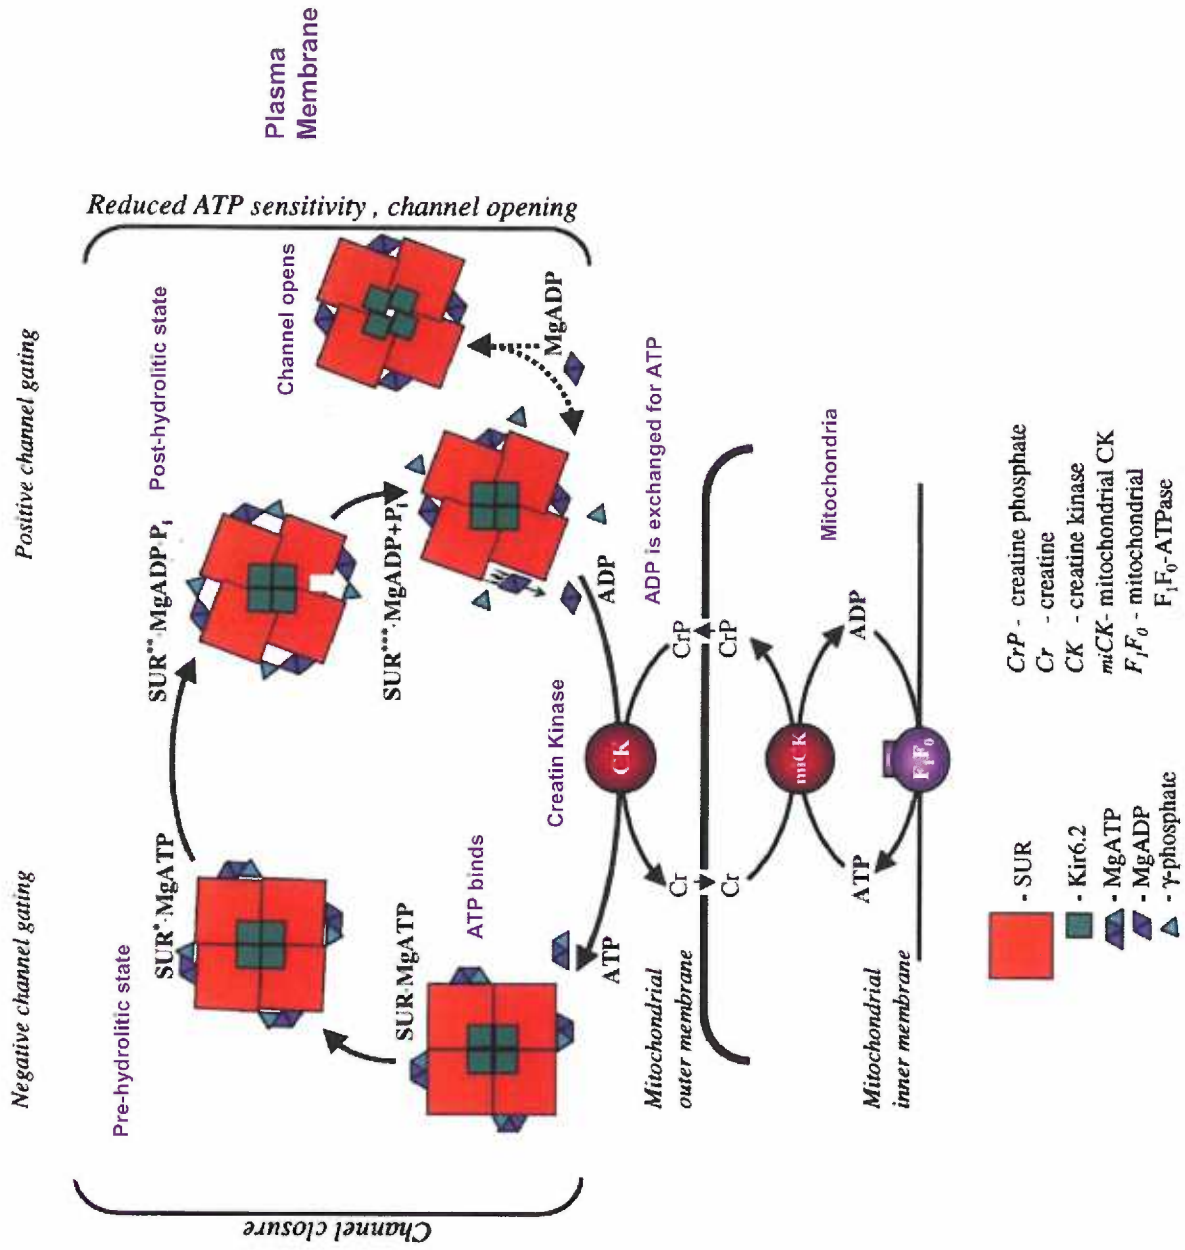 Negative channel gating
Positive channel gating
Pre-hydrolitic state
SUR*·MgATP
SUR**·MgADP·Pi
Post-hydrolitic state
Channel closure
Reduced ATP sensitivity , channel opening
Plasma
Membrane
SUR·MgATP
ATP binds
SUR***·MgADP+Pi
Channel opens
MgADP
ATP
Creatin Kinase
ADP
CK
ADP is exchanged for ATP
Mitochondrial
outer membrane
Cr
CrP
Cr
CrP
miCK
Mitochondria
ATP
ADP
Mitochondrial
inner membrane
F1F0
- SUR
- Kir6.2
- MgATP
- MgADP
- γ-phosphate
CrP - creatine phosphate
Cr - creatine
CK - creatine kinase
miCK- mitochondrial CK
F1F0 - mitochondrial
F1F0-ATPase